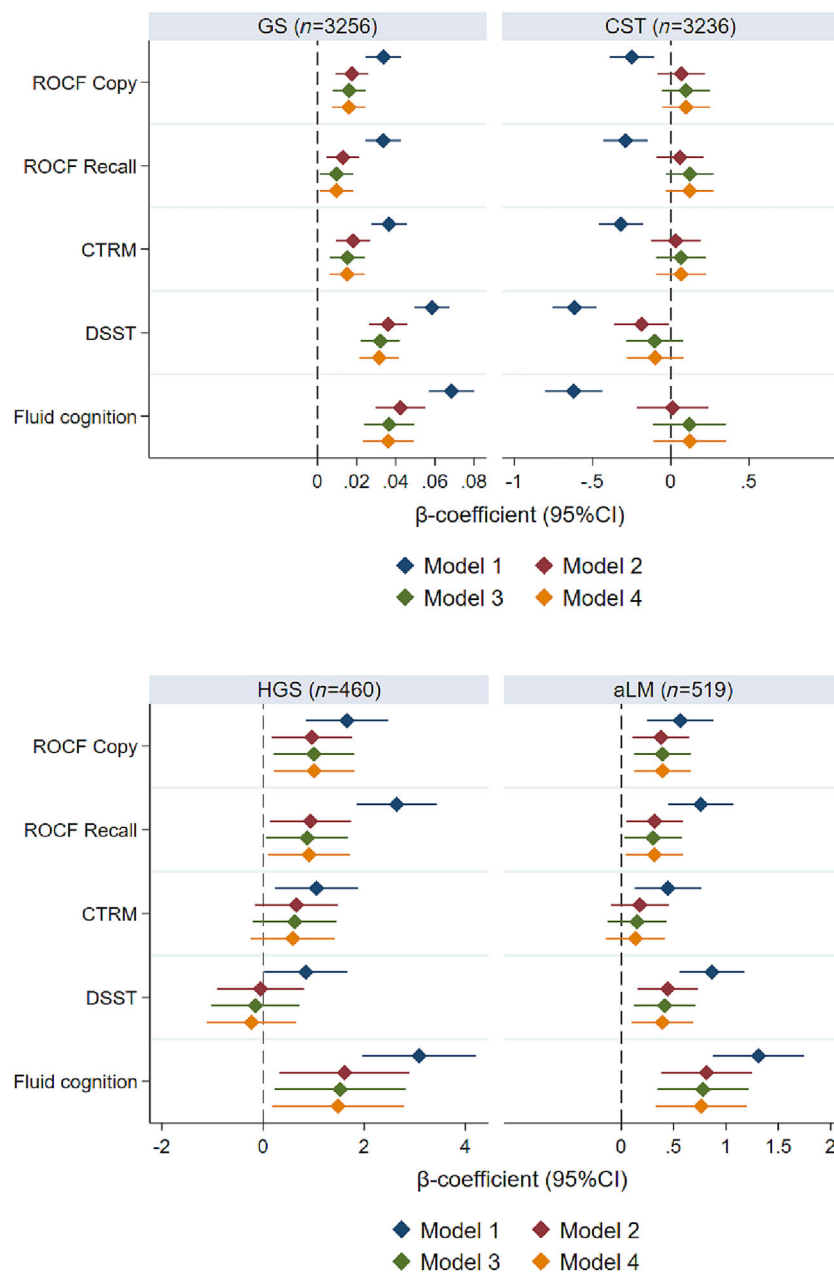 GS (n=3256) CST (n=3236)
ROCF Copy
ROCF Recall
CTRM
DSST
Fluid cognition
0 .02 .04 .06 .08 -1 -.5 0 .5
β-coefficient (95%CI)
Model 1 Model 2
Model 3 Model 4
HGS (n=460) aLM (n=519)
ROCF Copy
ROCF Recall
CTRM
DSST
Fluid cognition
-2 0 2 4 0 .5 1 1.5 2
β-coefficient (95%CI)
Model 1 Model 2
Model 3 Model 4